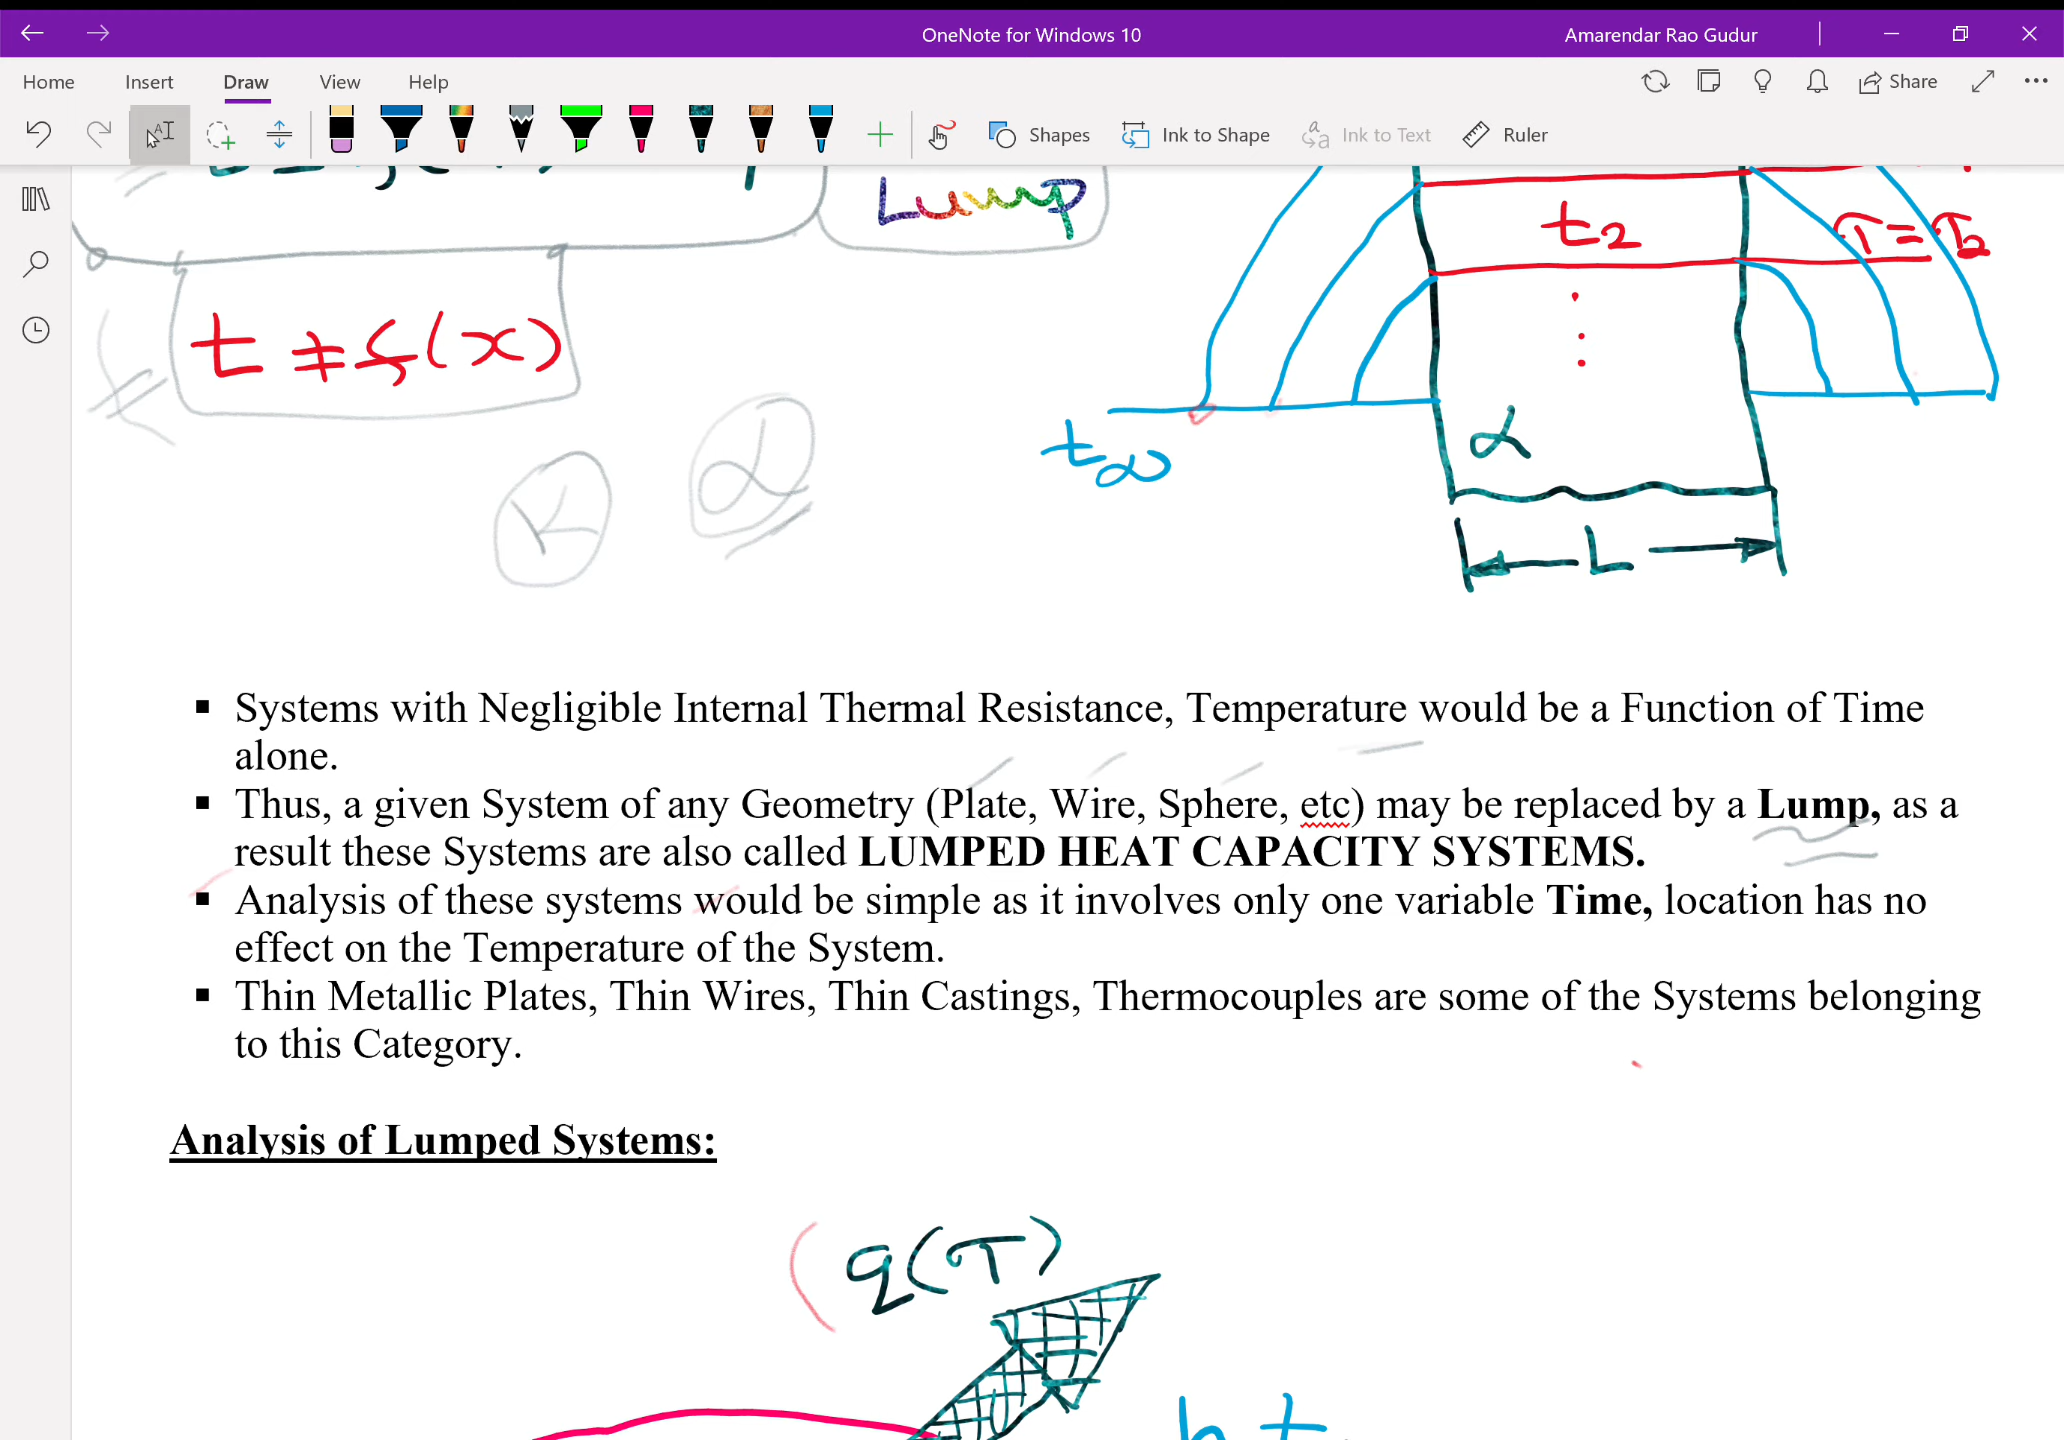 OneNote for Windows 10
Amarendar Rao Gudur
Home Insert Draw View Help
Share
Shapes Ink to Shape Ink to Text Ruler
Lump
t2
τ = τ2
t ≠ f(x)
α
t∞
α
K
L
▪ Systems with Negligible Internal Thermal Resistance, Temperature would be a Function of Time
alone.
▪ Thus, a given System of any Geometry (Plate, Wire, Sphere, etc) may be replaced by a Lump, as a
result these Systems are also called LUMPED HEAT CAPACITY SYSTEMS.
▪ Analysis of these systems would be simple as it involves only one variable Time, location has no
effect on the Temperature of the System.
▪ Thin Metallic Plates, Thin Wires, Thin Castings, Thermocouples are some of the Systems belonging
to this Category.
Analysis of Lumped Systems:
q(τ)